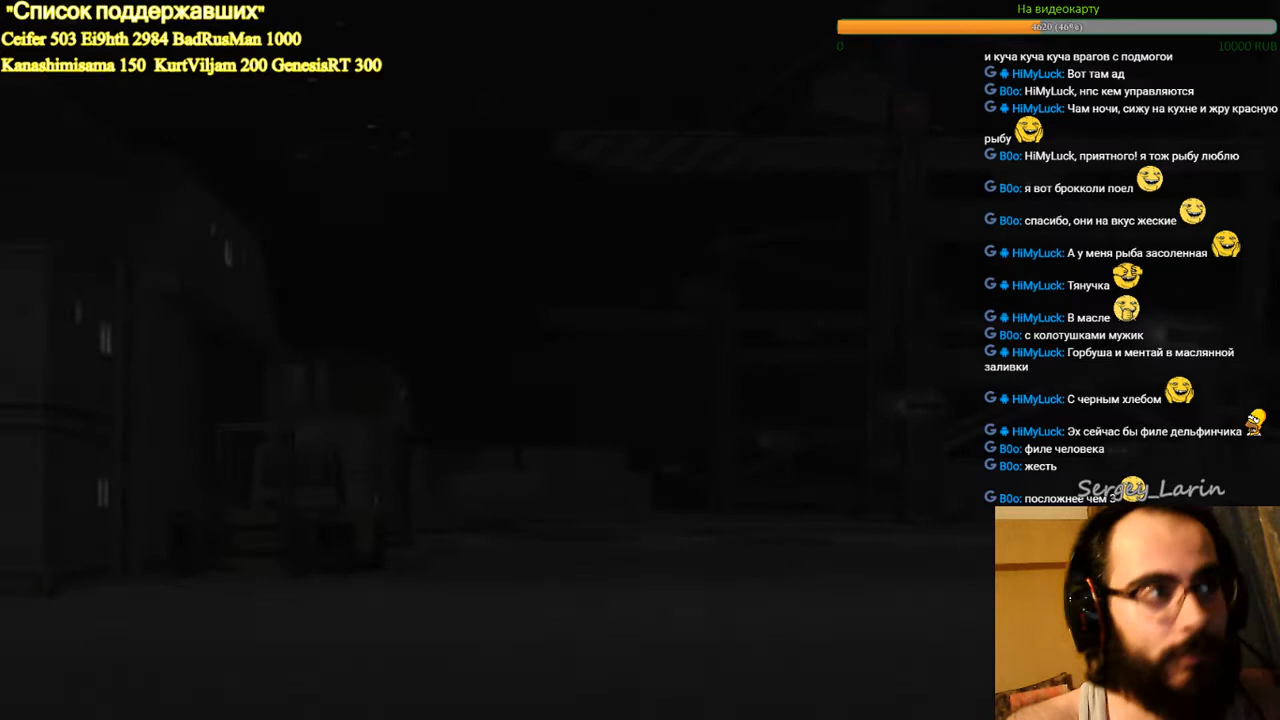 "Список поддержавших"
Ceifer 503 Ei9hth 2984 BadRusMan 1000
Kanashimisama 150 KurtViljam 200 GenesisRT 300
На видеокарту
4620 (46%)
0 10000 RUB
и куча куча куча врагов с подмогой
HiMyLuck: Вот там ад
B0o: HiMyLuck, нпс кем управляются
HiMyLuck: Чам ночи, сижу на кухне и жру красную
рыбу
B0o: HiMyLuck, приятного! я тож рыбу люблю
B0o: я вот брокколи поел
B0o: спасибо, они на вкус жеские
HiMyLuck: А у меня рыба засоленная
HiMyLuck: Тянучка
HiMyLuck: В масле
B0o: с колотушками мужик
HiMyLuck: Горбуша и ментай в маслянной
заливки
HiMyLuck: С черным хлебом
HiMyLuck: Эх сейчас бы филе дельфинчика
B0o: филе человека
B0o: жесть
B0o: посложнее чем 3
Sergey_Larin